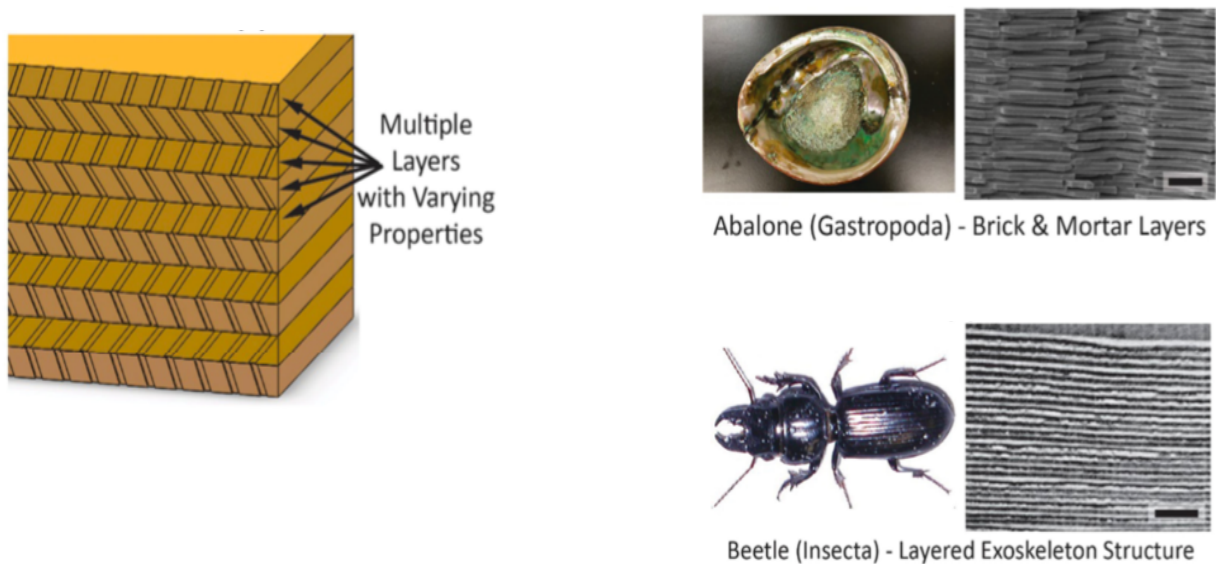 Multiple
Layers
with Varying
Properties
Abalone (Gastropoda) - Brick & Mortar Layers
Beetle (Insecta) - Layered Exoskeleton Structure